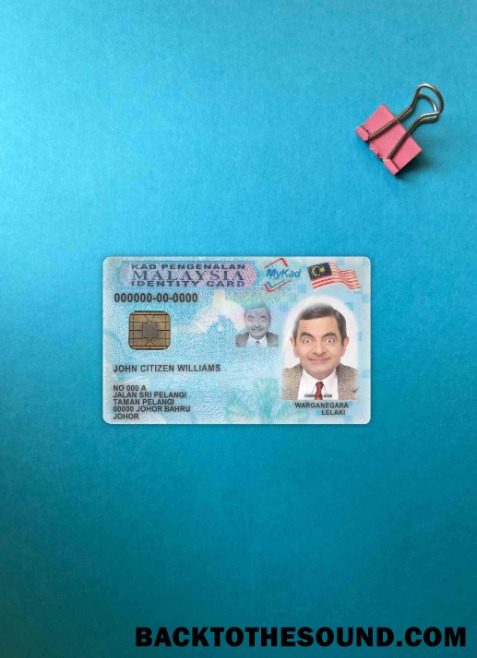 KAD PENGENALAN
MALAYSIA
IDENTITY CARD
MyKad
000000-00-0000
JOHN CITIZEN WILLIAMS
NO 000 A
JALAN SRI PELANGI
TAMAN PELANGI
00000 JOHOR BAHRU
JOHOR
WARGANEGARA
LELAKI
BACKTOTHESOUND.COM